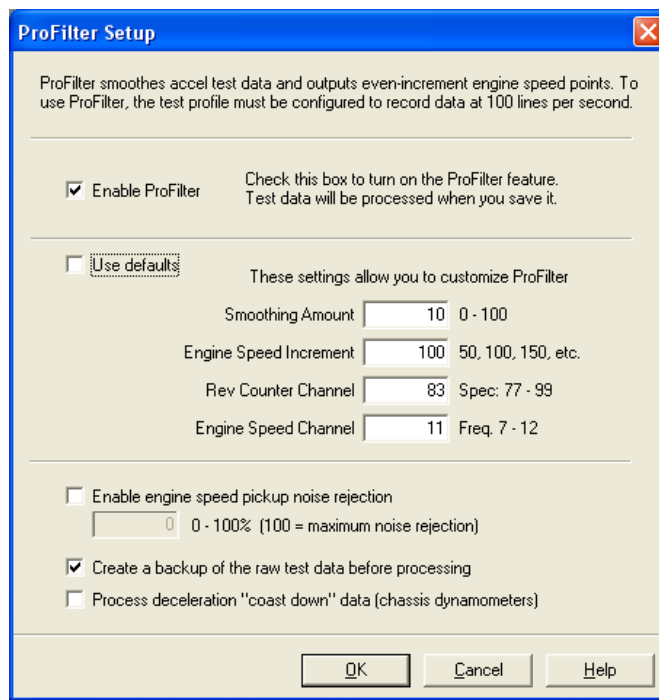 ProFilter Setup
ProFilter smoothes accel test data and outputs even-increment engine speed points. To
use ProFilter, the test profile must be configured to record data at 100 lines per second.
Enable ProFilter
Check this box to turn on the ProFilter feature.
Test data will be processed when you save it.
Use defaults
These settings allow you to customize ProFilter
Smoothing Amount 10 0 - 100
Engine Speed Increment 100 50, 100, 150, etc.
Rev Counter Channel 83 Spec: 77 - 99
Engine Speed Channel 11 Freq. 7 - 12
Enable engine speed pickup noise rejection
0 0 - 100% (100 = maximum noise rejection)
Create a backup of the raw test data before processing
Process deceleration "coast down" data (chassis dynamometers)
OK Cancel Help